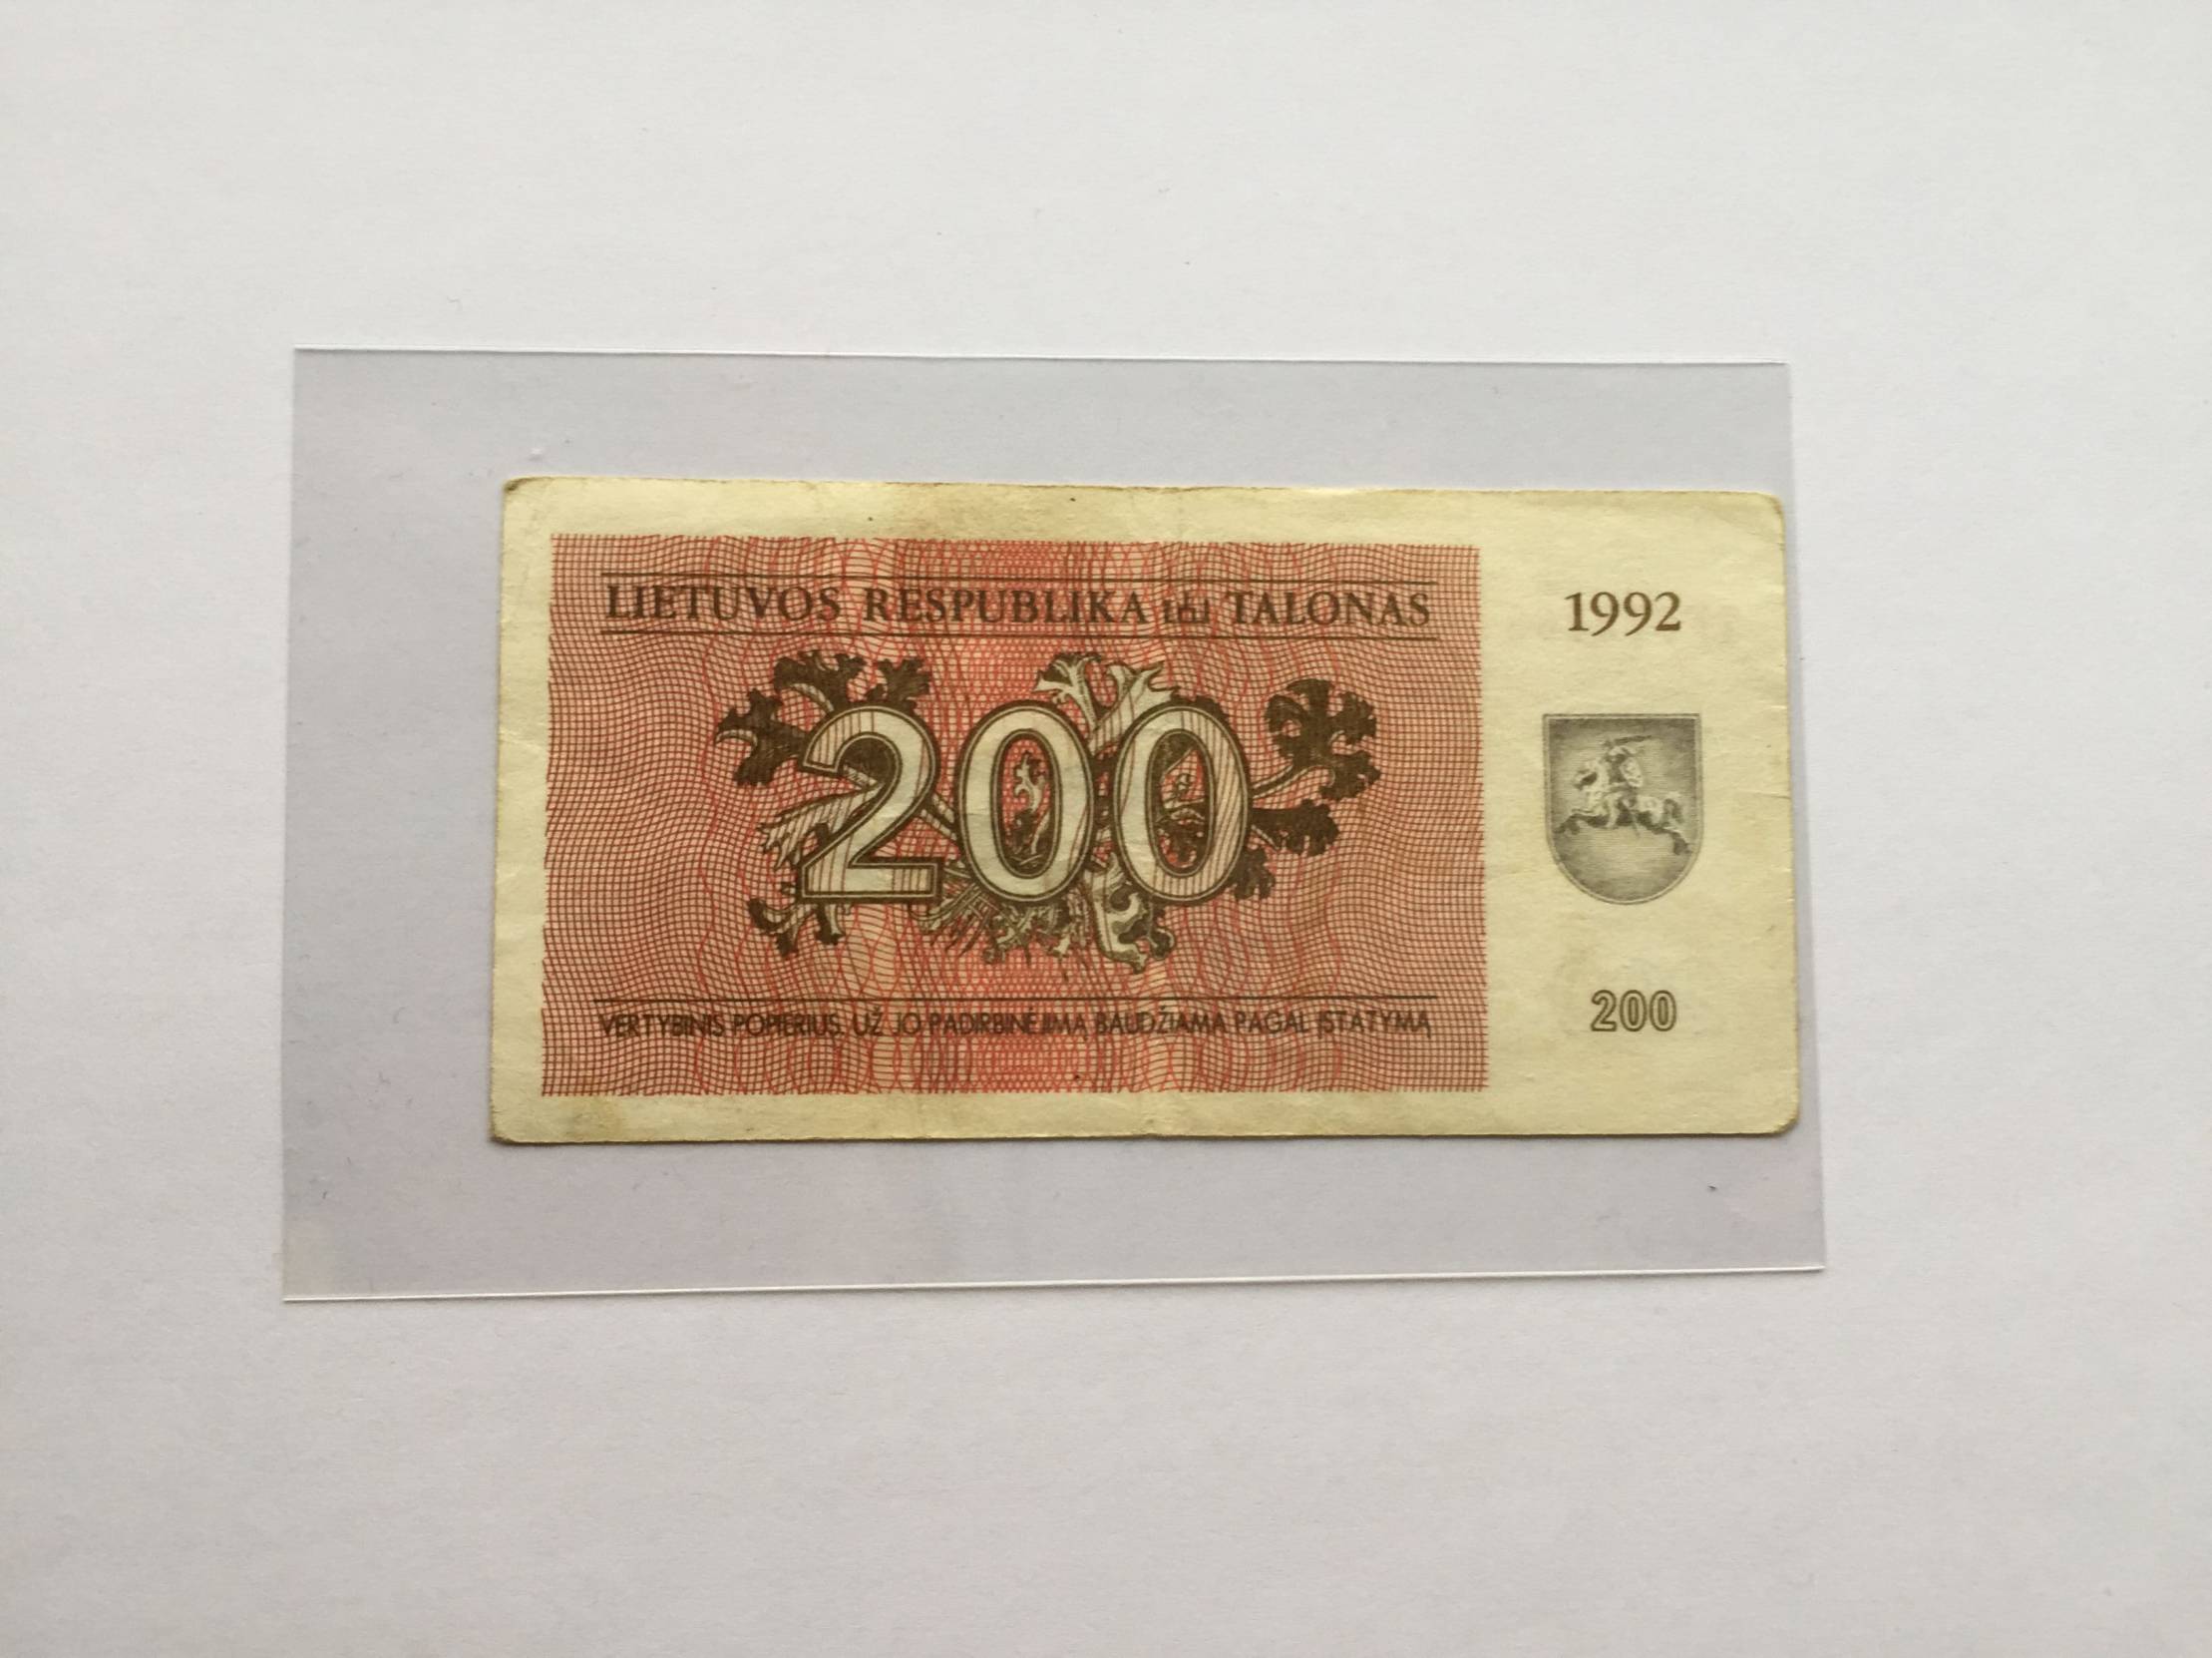 LIETUVOS RESPUBLIKA TALONAS
1992
200
VERTYBINIS POPIERIUS, UŽ JO PADIRBINĖJIMĄ BAUDŽIAMA PAGAL ĮSTATYMĄ
200